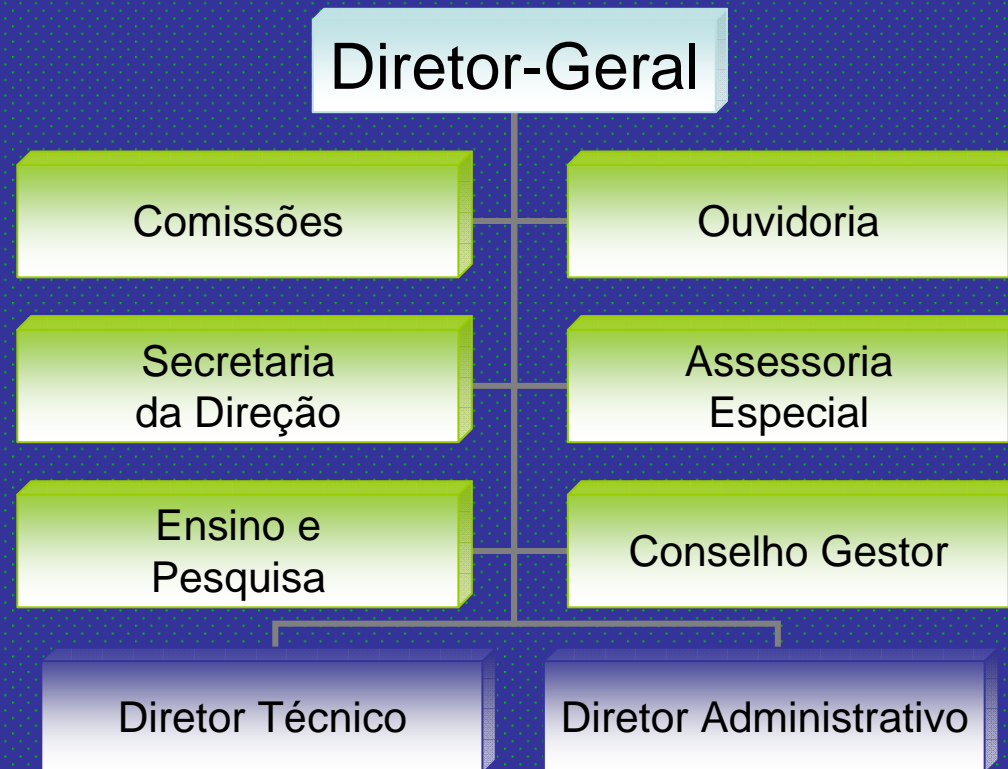 Diretor-Geral
Comissões
Ouvidoria
Secretaria
da Direção
Assessoria
Especial
Ensino e
Pesquisa
Conselho Gestor
Diretor Técnico
Diretor Administrativo